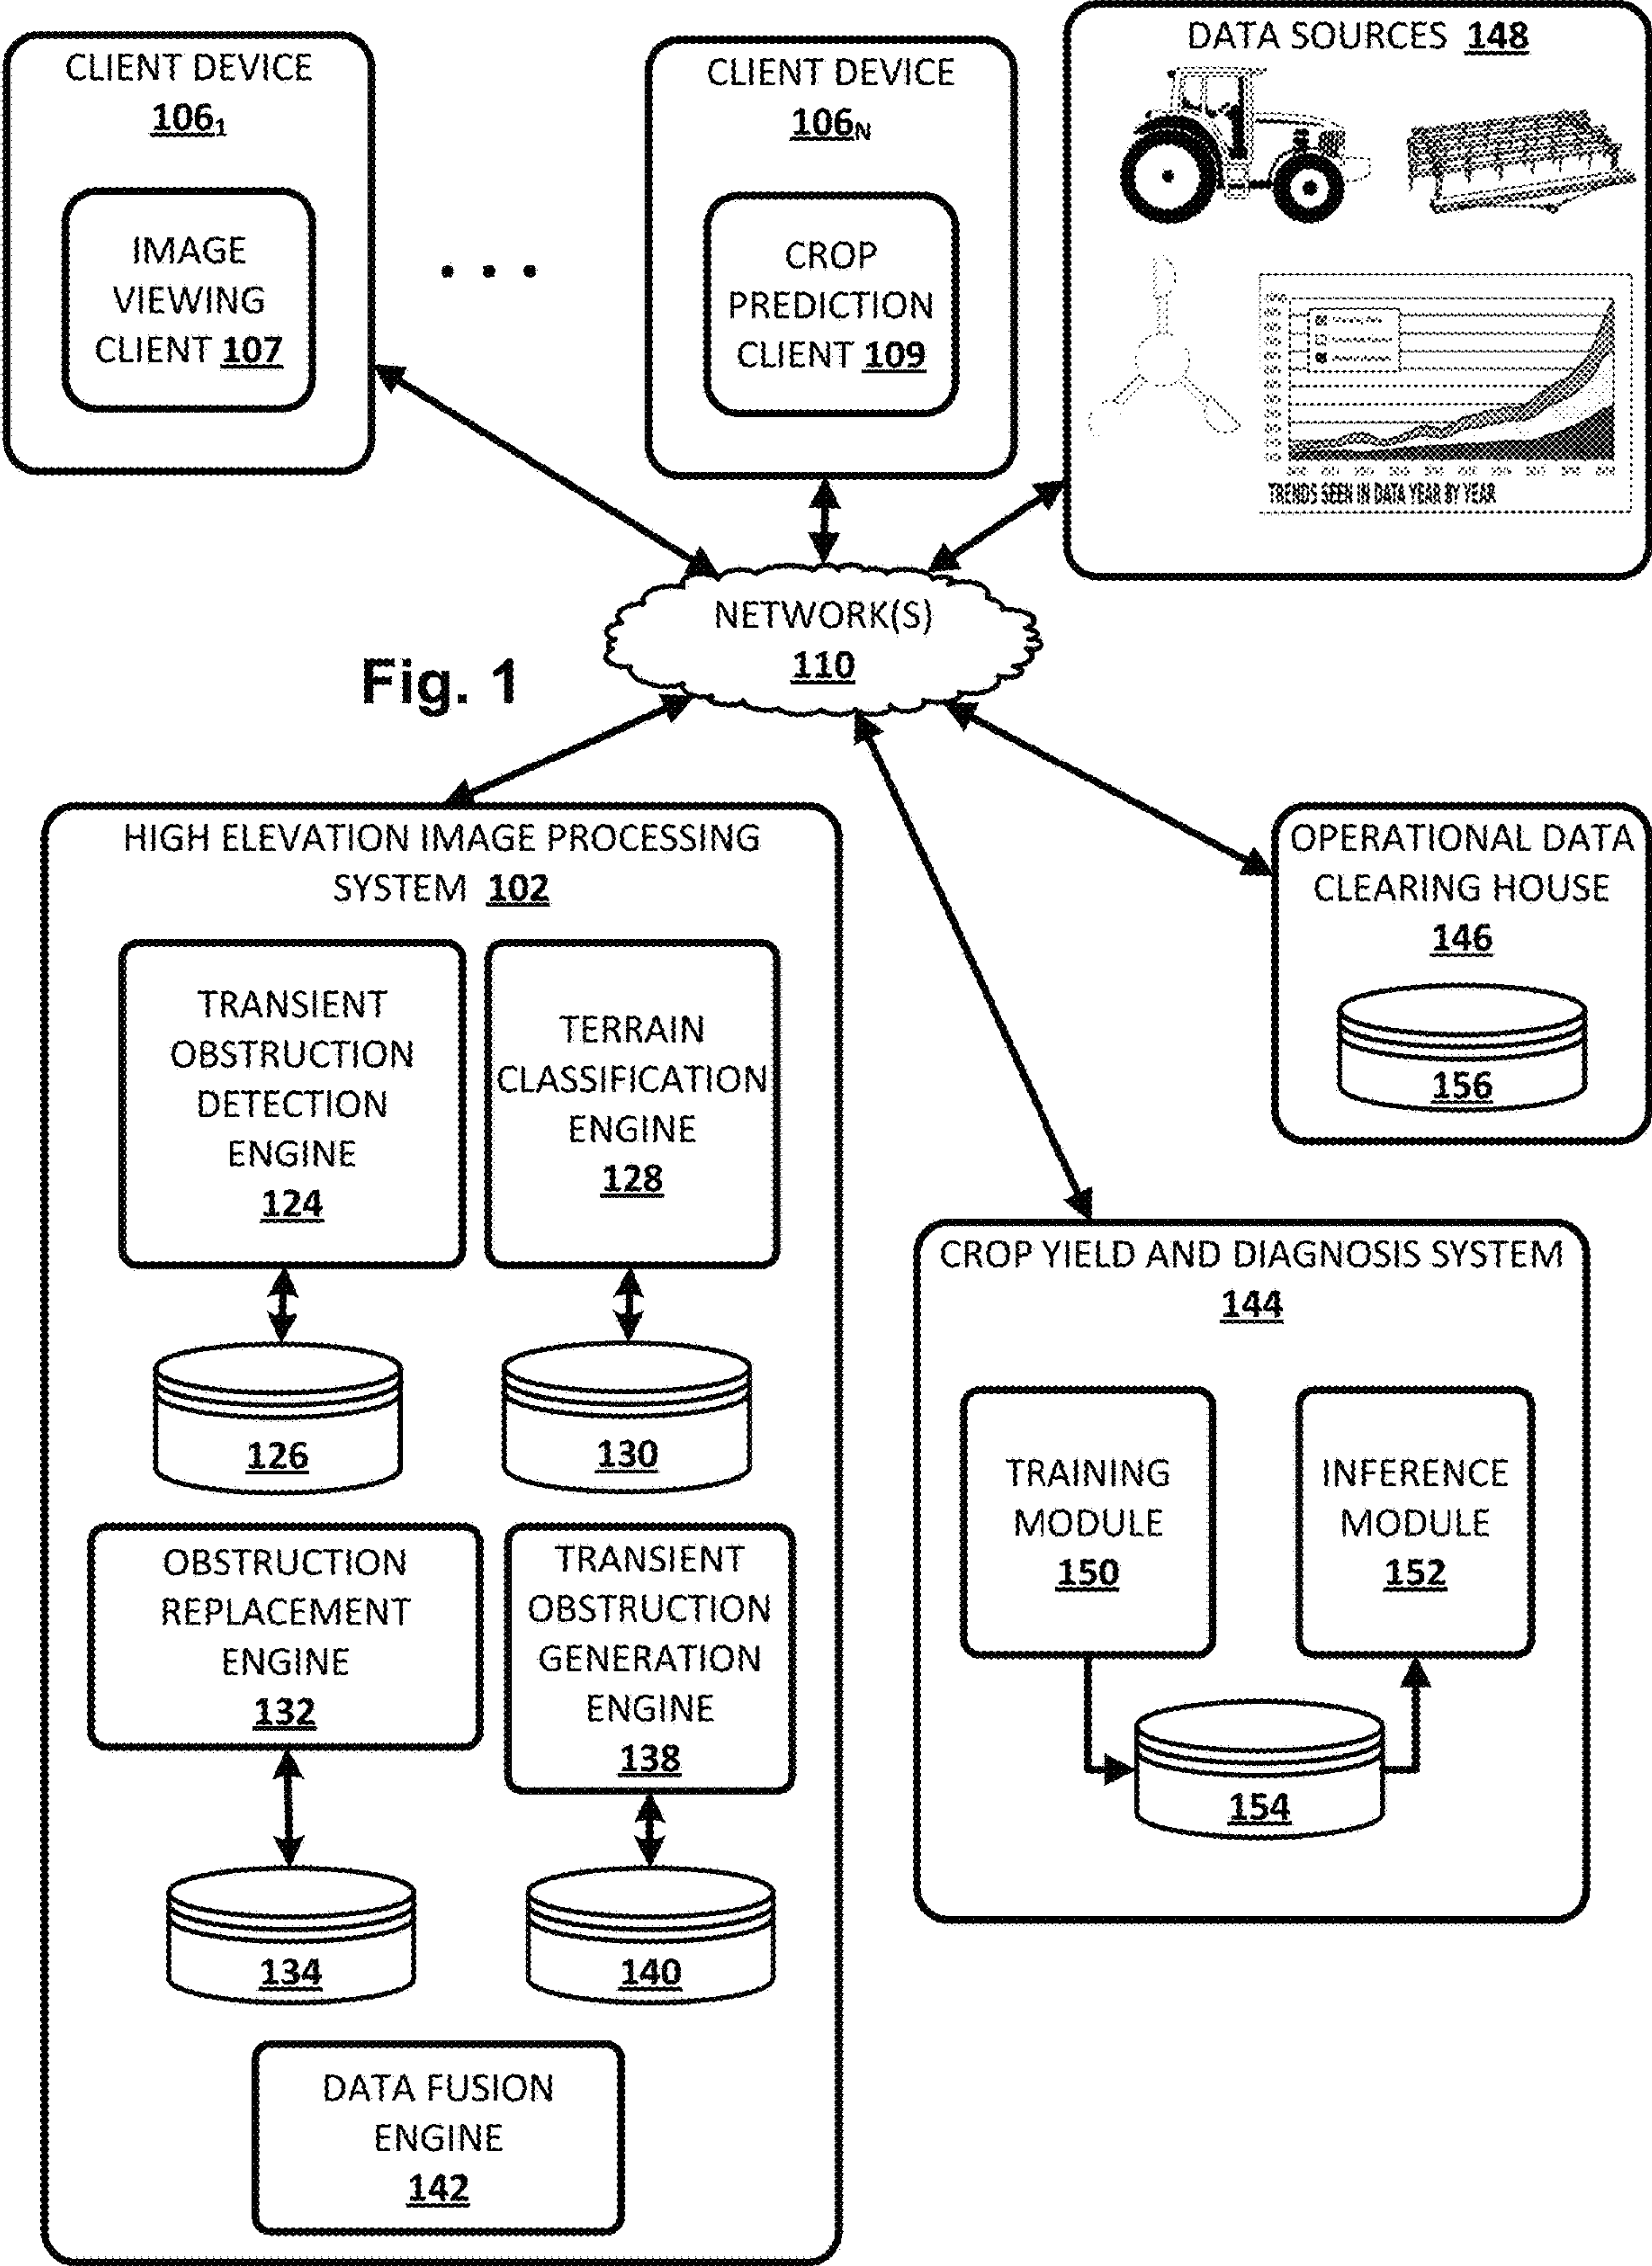 CLIENT DEVICE
106₁
IMAGE
VIEWING
CLIENT 107
. . .
CLIENT DEVICE
106N
CROP
PREDICTION
CLIENT 109
DATA SOURCES 148
TRENDS SEEN IN DATA YEAR BY YEAR
NETWORK(S)
110
Fig. 1
HIGH ELEVATION IMAGE PROCESSING
SYSTEM 102
TRANSIENT
OBSTRUCTION
DETECTION
ENGINE
124
TERRAIN
CLASSIFICATION
ENGINE
128
126
130
OBSTRUCTION
REPLACEMENT
ENGINE
132
TRANSIENT
OBSTRUCTION
GENERATION
ENGINE
138
134
140
DATA FUSION
ENGINE
142
OPERATIONAL DATA
CLEARING HOUSE
146
156
CROP YIELD AND DIAGNOSIS SYSTEM
144
TRAINING
MODULE
150
INFERENCE
MODULE
152
154